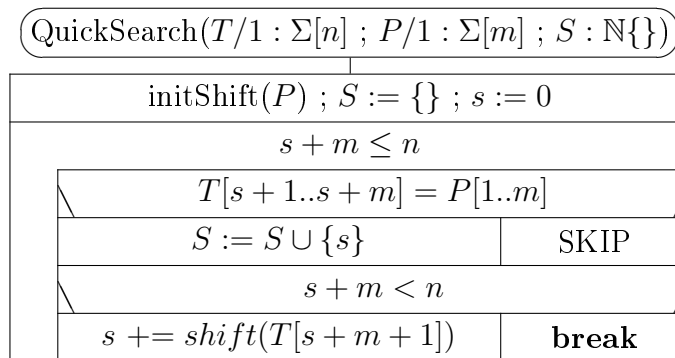 QuickSearch(T/1 : Σ[n] ; P/1 : Σ[m] ; S : ℕ{})
initShift(P) ; S := {} ; s := 0
s + m ≤ n
T[s + 1..s + m] = P[1..m]
S := S ∪ {s} SKIP
s + m < n
s += shift(T[s + m + 1]) break